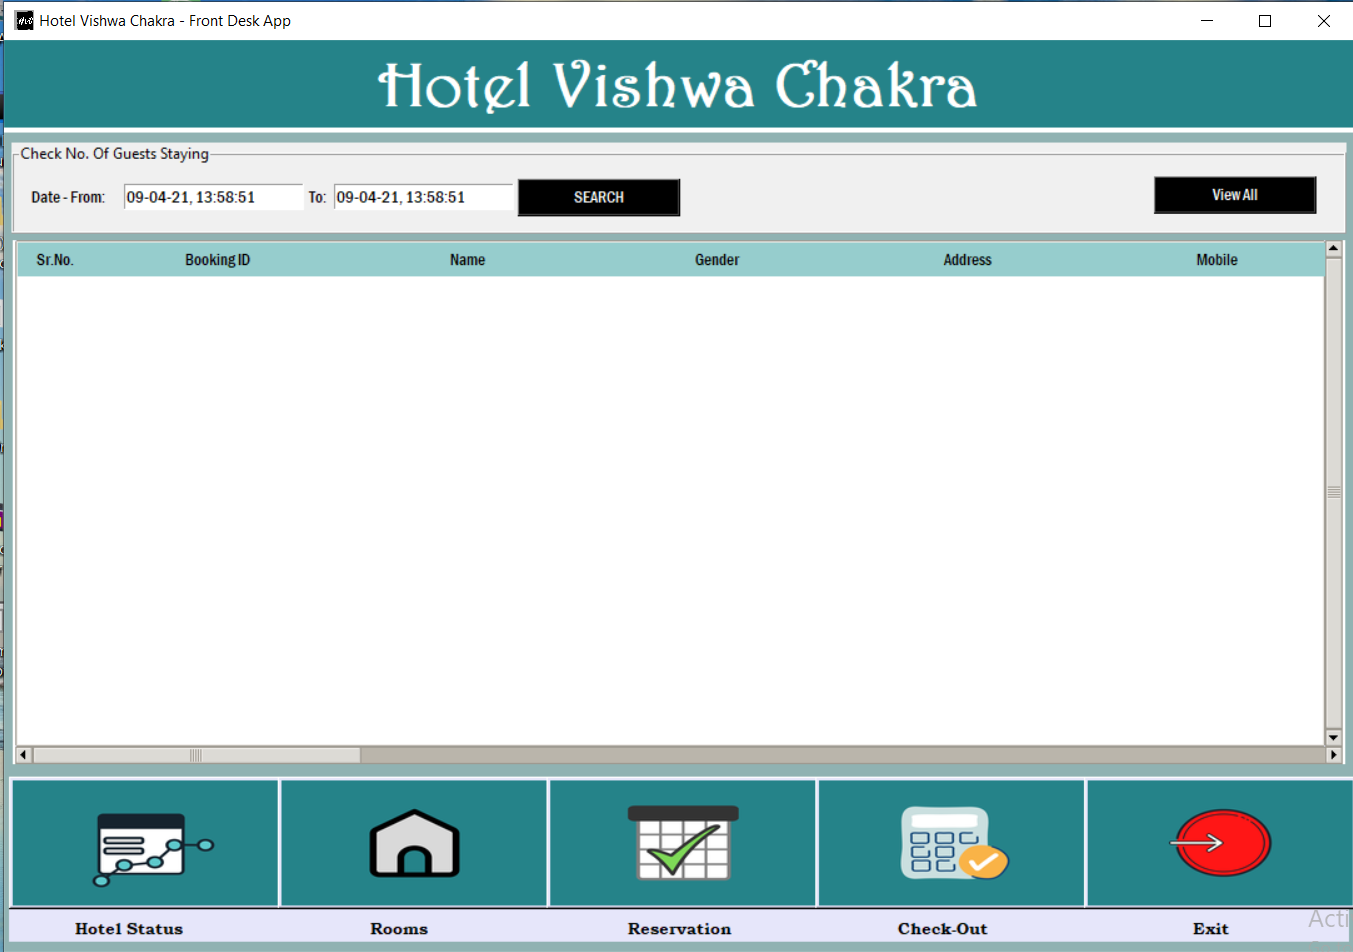 Hotel Vishwa Chakra - Front Desk App
Hotel Vishwa Chakra
Check No. Of Guests Staying
Date - From: 09-04-21, 13:58:51 To: 09-04-21, 13:58:51 SEARCH View All
Sr.No. Booking ID Name Gender Address Mobile
Hotel Status Rooms Reservation Check-Out Exit